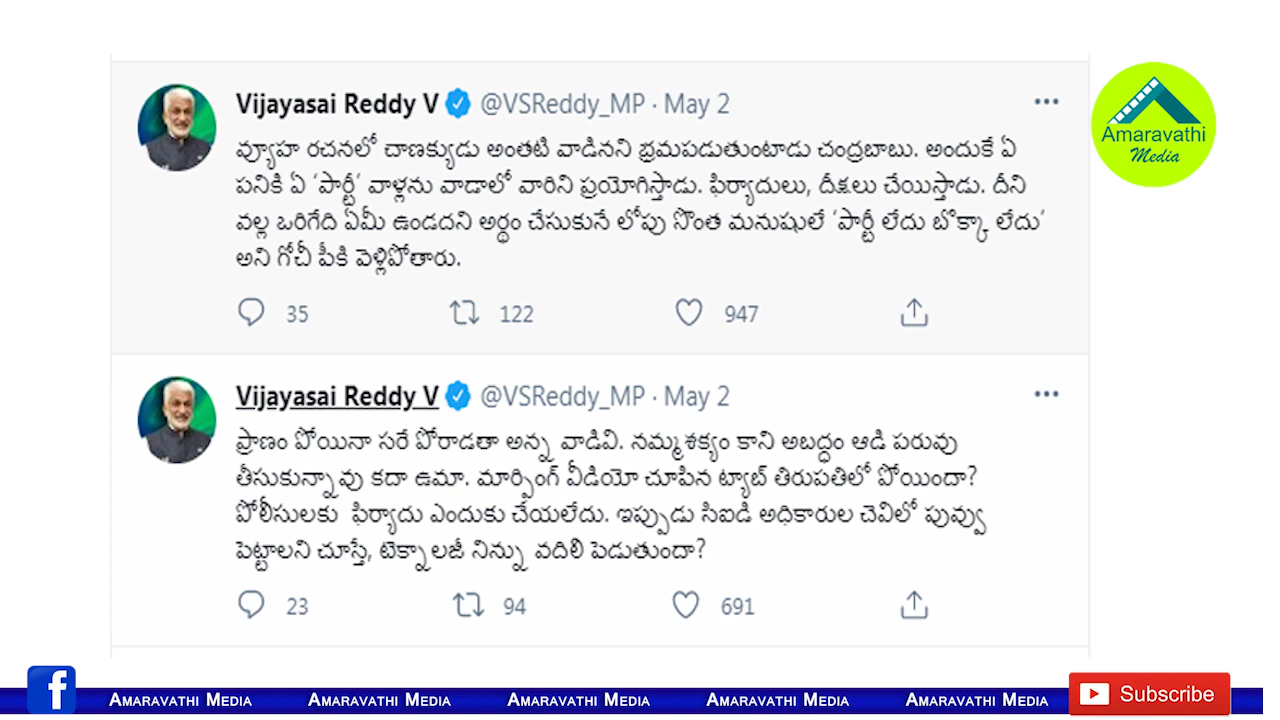 Vijayasai Reddy V @VSReddy_MP · May 2
వ్యూహ రచనలో చాణక్యుడు అంతటి వాడినని భ్రమపడుతుంటాడు చంద్రబాబు. అందుకే ఏ
పనికి ఏ ‘పార్టీ’ వాళ్లను వాడాలో వారిని ప్రయోగిస్తాడు. ఫిర్యాదులు, దీక్షలు చేయిస్తాడు. దీని
వల్ల ఒరిగేది ఏమీ ఉండదని అర్థం చేసుకునే లోపు సొంత మనుషులే ‘పార్టీ లేదు బొక్కా లేదు’
అని గోచీ పీకి వెళ్లిపోతారు.
35 122 947
Vijayasai Reddy V @VSReddy_MP · May 2
ప్రాణం పోయినా సరే పోరాడతా అన్న వాడివి. నమ్మశక్యం కాని అబద్ధం ఆడి పరువు
తీసుకున్నావు కదా ఉమా. మార్ఫింగ్ వీడియో చూపిన ట్యాబ్ తిరుపతిలో పోయిందా?
పోలీసులకు ఫిర్యాదు ఎందుకు చేయలేదు. ఇప్పుడు సిఐడి అధికారుల చెవిలో పువ్వు
పెట్టాలని చూస్తే, టెక్నాలజీ నిన్ను వదిలి పెడుతుందా?
23 94 691
Amaravathi
Media
f Amaravathi Media Amaravathi Media Amaravathi Media Amaravathi Media Amaravathi Media Subscribe